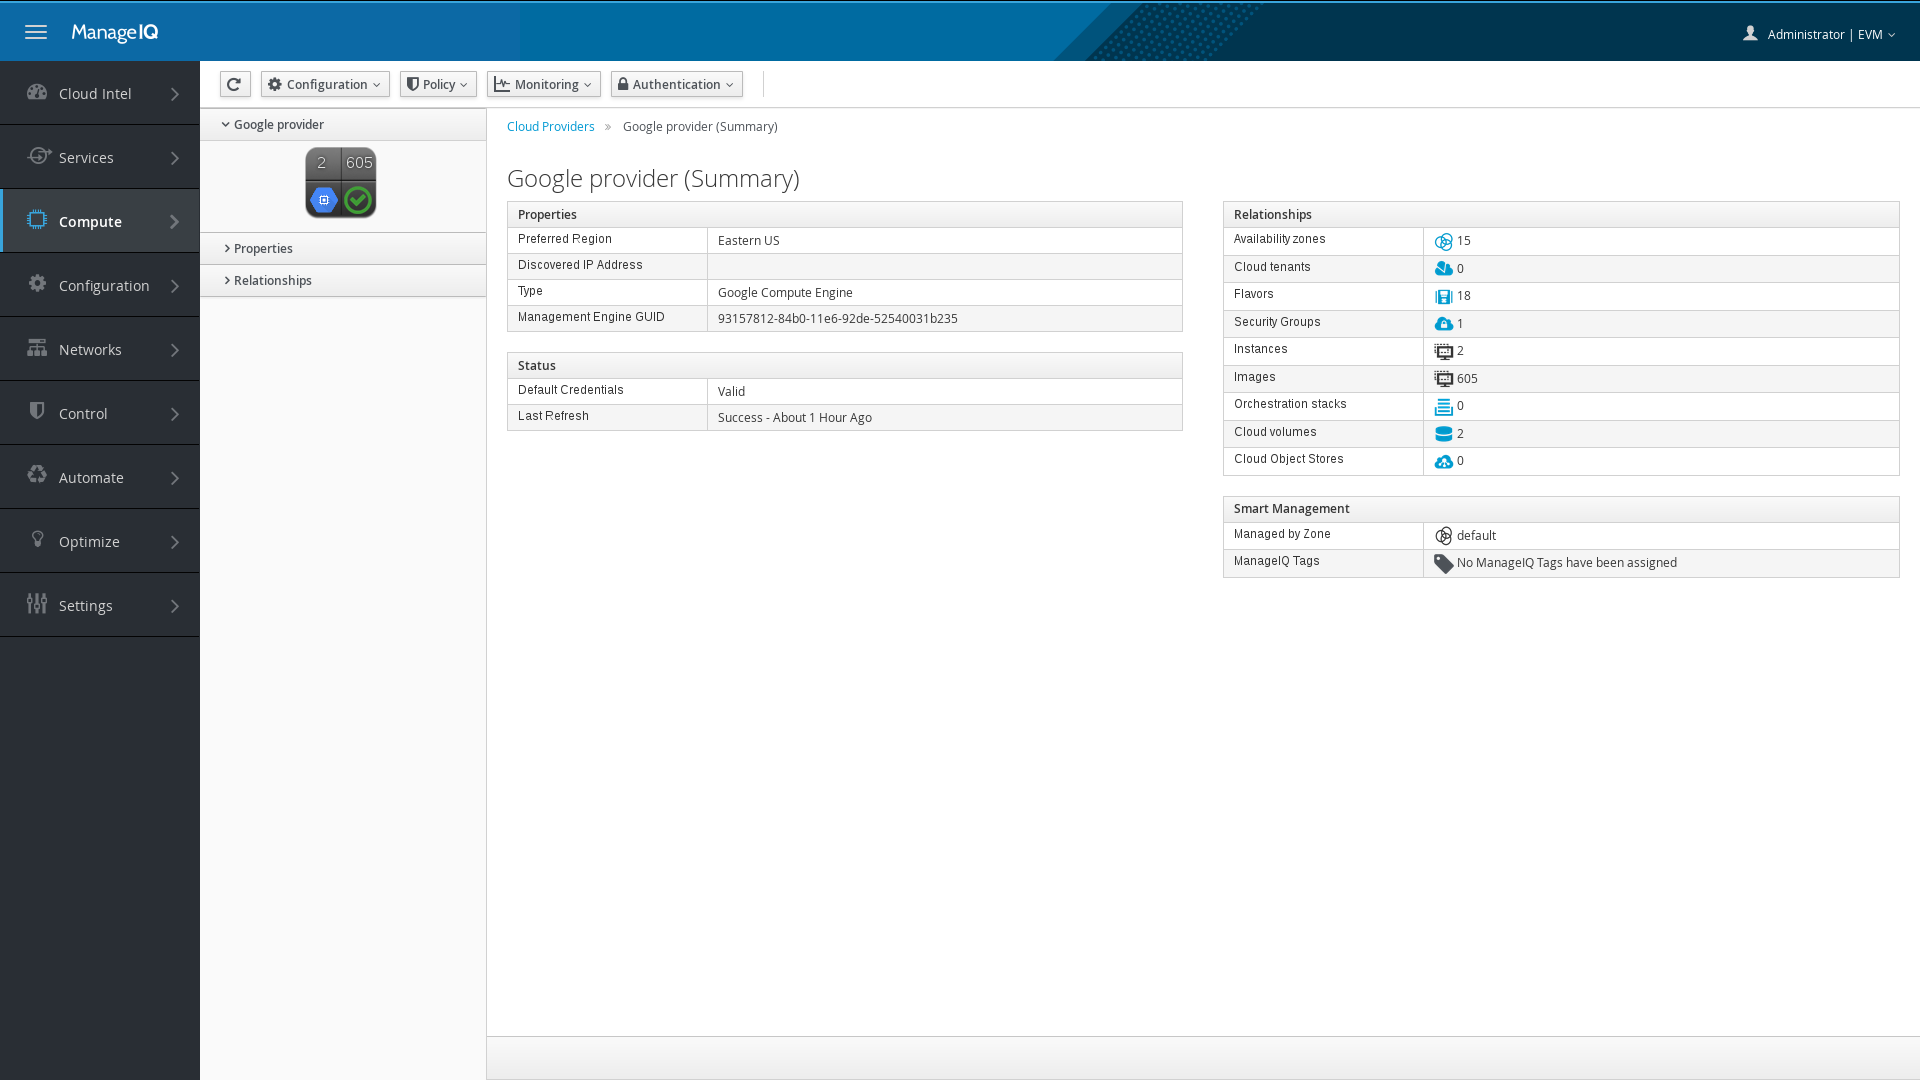 ManageIQ
Administrator | EVM
Cloud Intel
Services
Compute
Configuration
Networks
Control
Automate
Optimize
Settings
Configuration
Policy
Monitoring
Authentication
Google provider
2
605
Properties
Relationships
Cloud Providers » Google provider (Summary)
Google provider (Summary)
Properties
Preferred Region Eastern US
Discovered IP Address
Type Google Compute Engine
Management Engine GUID 93157812-84b0-11e6-92de-52540031b235
Status
Default Credentials Valid
Last Refresh Success - About 1 Hour Ago
Relationships
Availability zones 15
Cloud tenants 0
Flavors 18
Security Groups 1
Instances 2
Images 605
Orchestration stacks 0
Cloud volumes 2
Cloud Object Stores 0
Smart Management
Managed by Zone default
ManageIQ Tags No ManageIQ Tags have been assigned